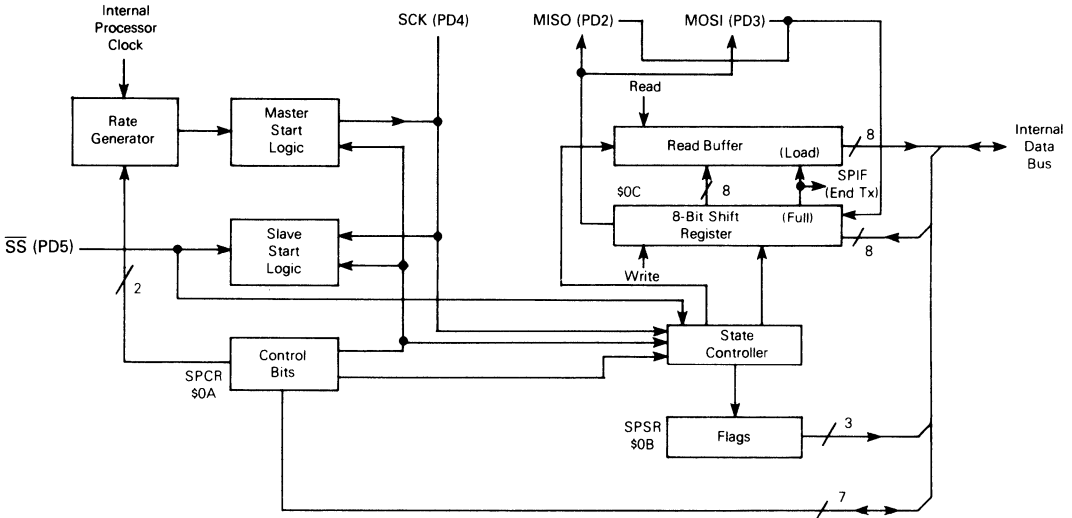 Internal
Processor
Clock
SCK (PD4)
MISO (PD2)
MOSI (PD3)
Rate
Generator
Master
Start
Logic
Read
Read Buffer
(Load)
8
Internal
Data
Bus
SPIF
(End Tx)
$0C
8
8-Bit Shift
Register
(Full)
8
Write
SS (PD5)
Slave
Start
Logic
2
State
Controller
SPCR
$0A
Control
Bits
SPSR
$0B
Flags
3
7